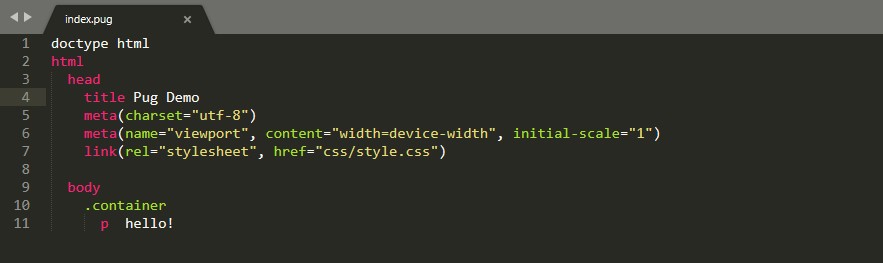 index.pug ×
1 doctype html
2 html
3   head
4     title Pug Demo
5     meta(charset="utf-8")
6     meta(name="viewport", content="width=device-width", initial-scale="1")
7     link(rel="stylesheet", href="css/style.css")
8
9   body
10     .container
11       p  hello!